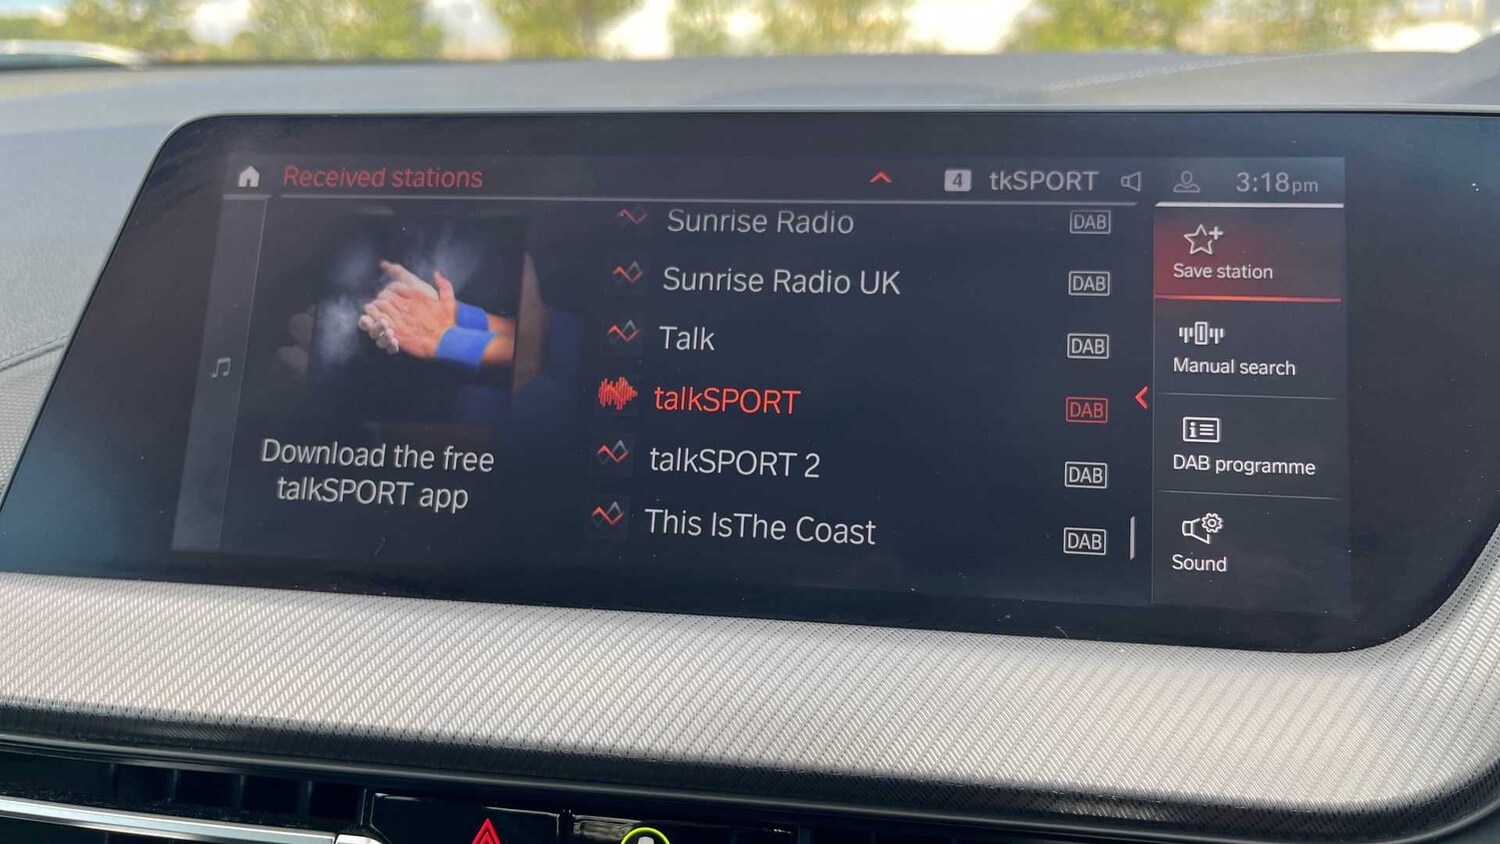 Received stations
4 tkSPORT
3:18pm
Sunrise Radio DAB
Sunrise Radio UK DAB
Talk DAB
talkSPORT DAB
talkSPORT 2 DAB
This IsThe Coast DAB
Download the free
talkSPORT app
Save station
Manual search
DAB programme
Sound